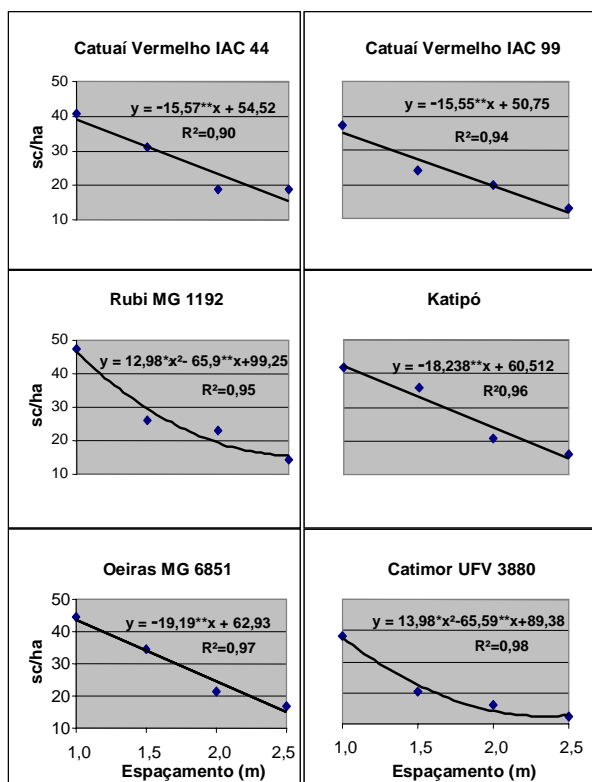 Catuaí Vermelho IAC 44
50
40
30
20
10
sc/ha
y = -15,57**x + 54,52
R²=0,90
Catuaí Vermelho IAC 99
y = -15,55**x + 50,75
R²=0,94
Rubi MG 1192
50
40
30
20
10
sc/ha
y = 12,98*x²- 65,9**x+99,25
R²=0,95
Katipó
y = -18,238**x + 60,512
R²0,96
Oeiras MG 6851
50
40
30
20
10
sc/ha
y = -19,19**x + 62,93
R²=0,97
1,0 1,5 2,0 2,5
Espaçamento (m)
Catimor UFV 3880
y = 13,98*x²-65,59**x+89,38
R²=0,98
1,0 1,5 2,0 2,5
Espaçamento (m)